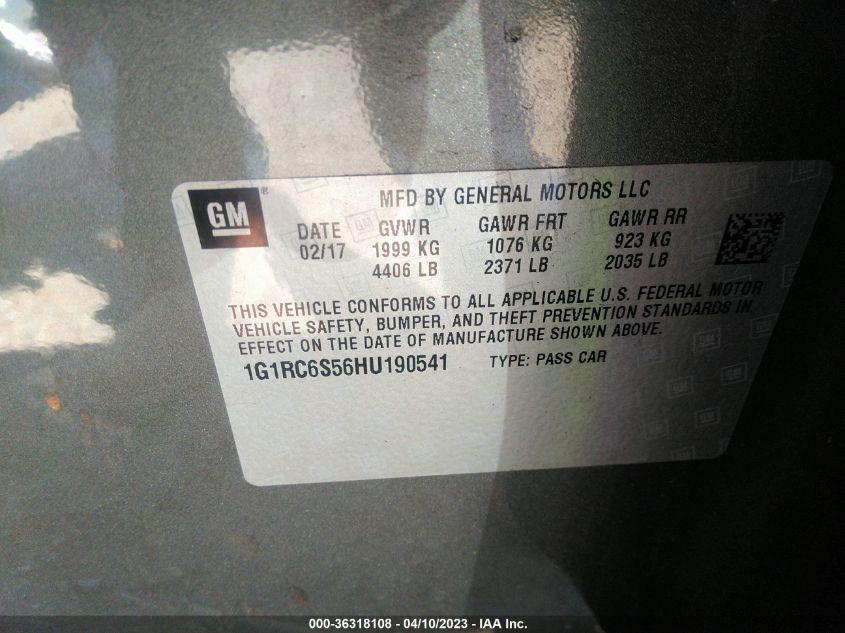 GM
MFD BY GENERAL MOTORS LLC
DATE GVWR GAWR FRT GAWR RR
02/17 1999 KG 1076 KG 923 KG
4406 LB 2371 LB 2035 LB
THIS VEHICLE CONFORMS TO ALL APPLICABLE U.S. FEDERAL MOTOR
VEHICLE SAFETY, BUMPER, AND THEFT PREVENTION STANDARDS IN
EFFECT ON THE DATE OF MANUFACTURE SHOWN ABOVE.
1G1RC6S56HU190541 TYPE: PASS CAR
000-36318108 - 04/10/2023 - IAA Inc.